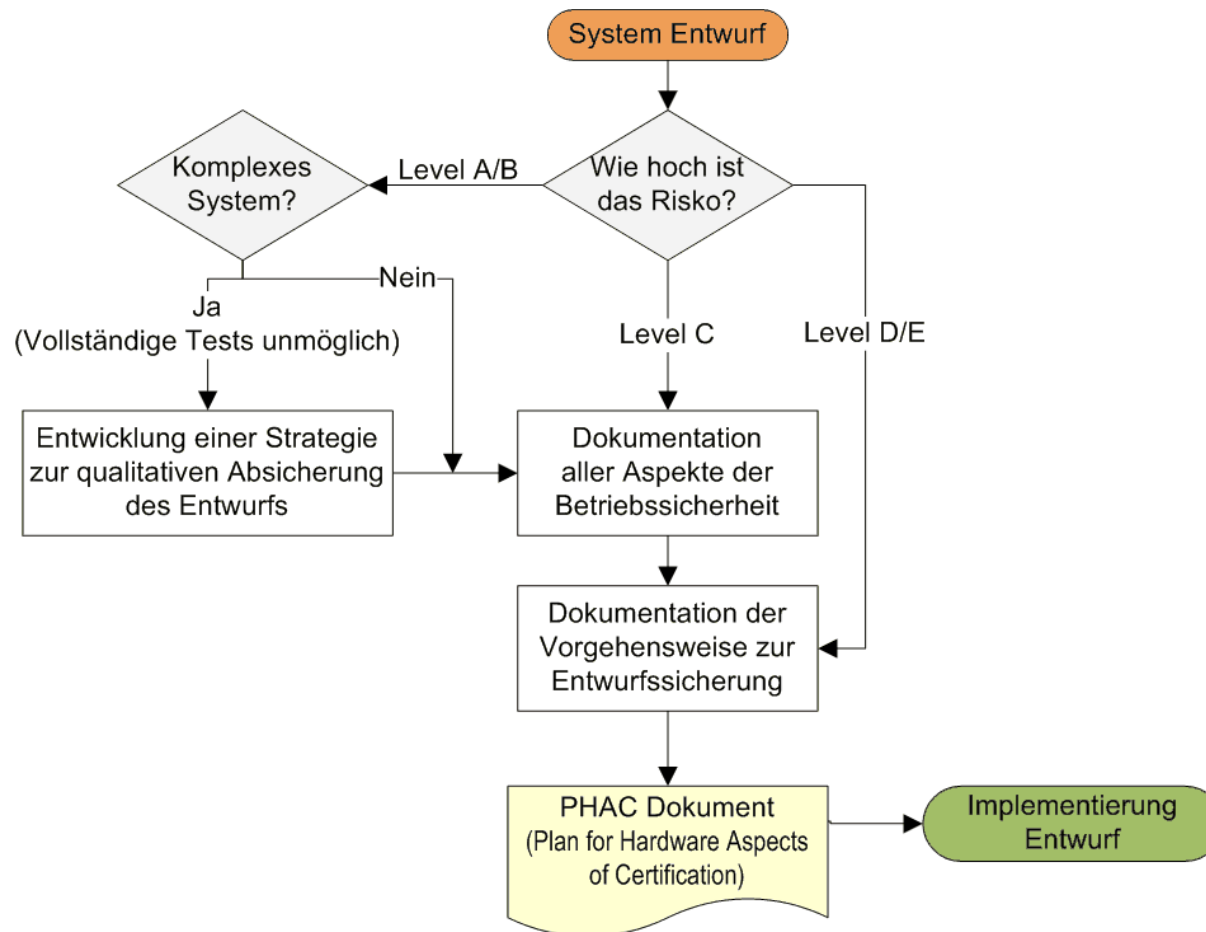 System Entwurf
Komplexes
System?
Level A/B
Wie hoch ist
das Risko?
Nein
Ja
(Vollständige Tests unmöglich)
Level C
Level D/E
Entwicklung einer Strategie
zur qualitativen Absicherung
des Entwurfs
Dokumentation
aller Aspekte der
Betriebssicherheit
Dokumentation der
Vorgehensweise zur
Entwurfssicherung
PHAC Dokument
(Plan for Hardware Aspects
of Certification)
Implementierung
Entwurf